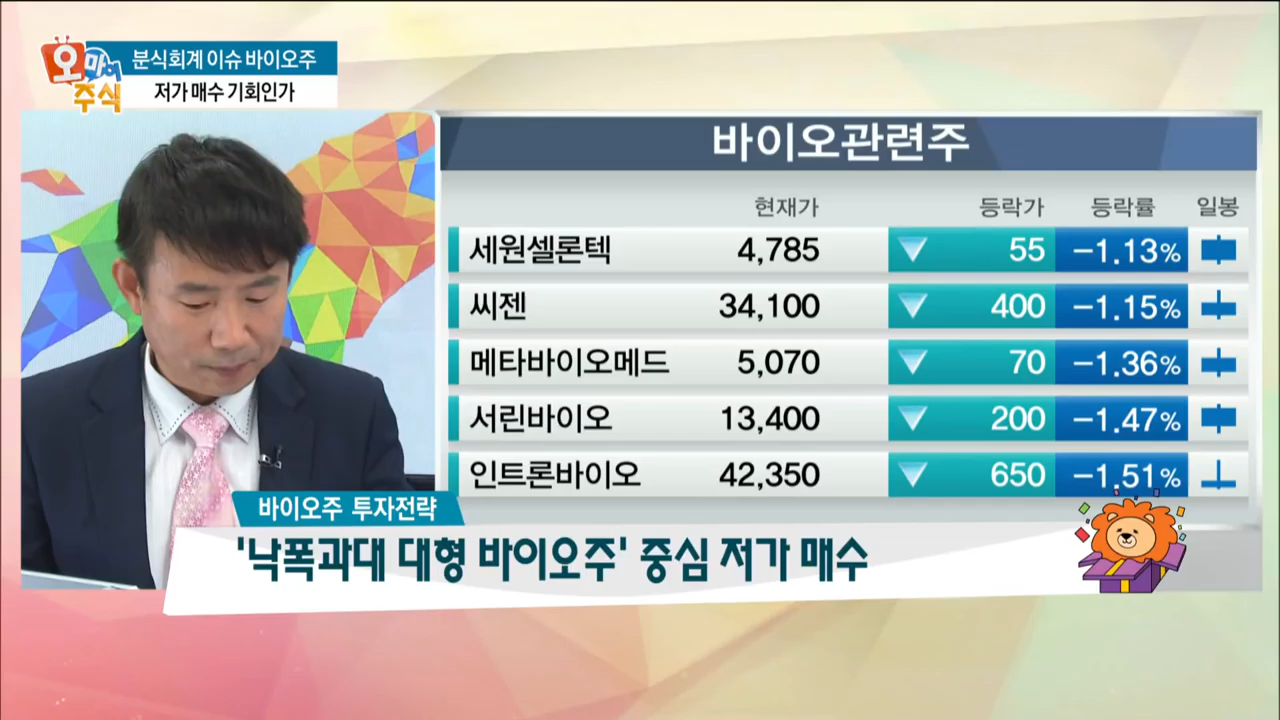 오마이
주식
분식회계 이슈 바이오주
저가 매수 기회인가
바이오관련주
현재가 등락가 등락률 일봉
세원셀론텍 4,785 ▼ 55 -1.13%
씨젠 34,100 ▼ 400 -1.15%
메타바이오메드 5,070 ▼ 70 -1.36%
서린바이오 13,400 ▼ 200 -1.47%
인트론바이오 42,350 ▼ 650 -1.51%
바이오주 투자전략
'낙폭과대 대형 바이오주' 중심 저가 매수